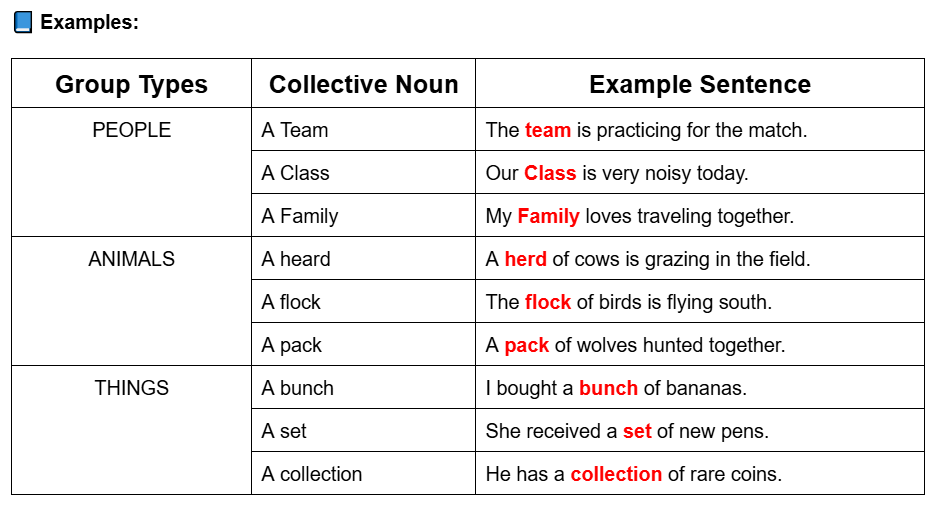 Examples:
Group Types Collective Noun Example Sentence
PEOPLE A Team The team is practicing for the match.
A Class Our Class is very noisy today.
A Family My Family loves traveling together.
ANIMALS A heard A herd of cows is grazing in the field.
A flock The flock of birds is flying south.
A pack A pack of wolves hunted together.
THINGS A bunch I bought a bunch of bananas.
A set She received a set of new pens.
A collection He has a collection of rare coins.